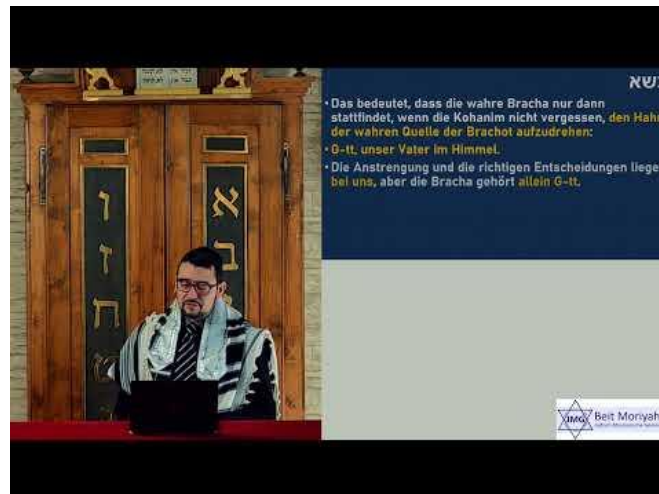 נשא
• Das bedeutet, dass die wahre Bracha nur dann
stattfindet, wenn die Kohanim nicht vergessen, den Hahn
der wahren Quelle der Brachot aufzudrehen:
• G-tt, unser Vater im Himmel.
• Die Anstrengung und die richtigen Entscheidungen liege
bei uns, aber die Bracha gehört allein G-tt.
ו א
ז ב
ח
IMG Beit Moriyah